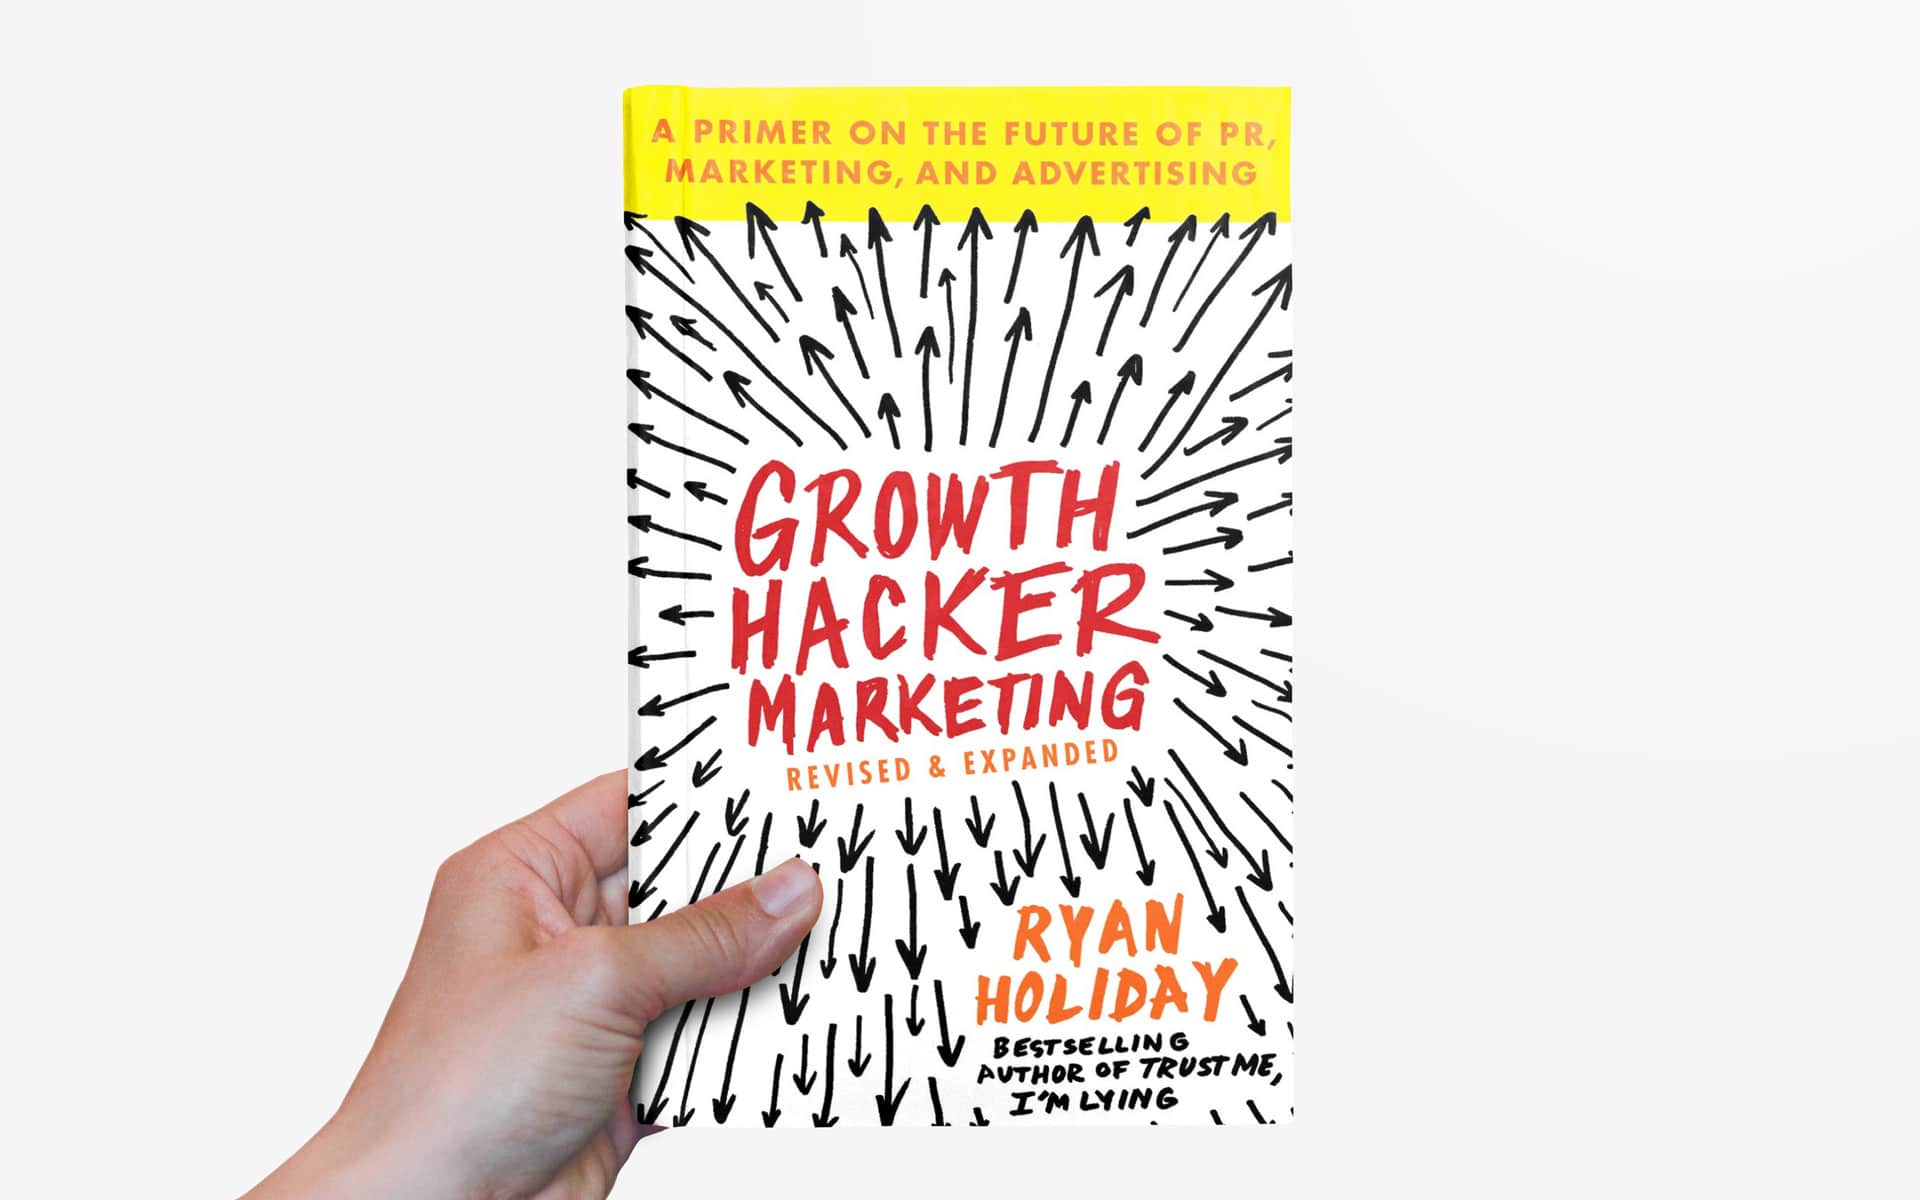 A PRIMER ON THE FUTURE OF PR,
MARKETING, AND ADVERTISING
GROWTH
HACKER
MARKETING
REVISED & EXPANDED
RYAN
HOLIDAY
BESTSELLING
AUTHOR OF TRUST ME,
I'M LYING